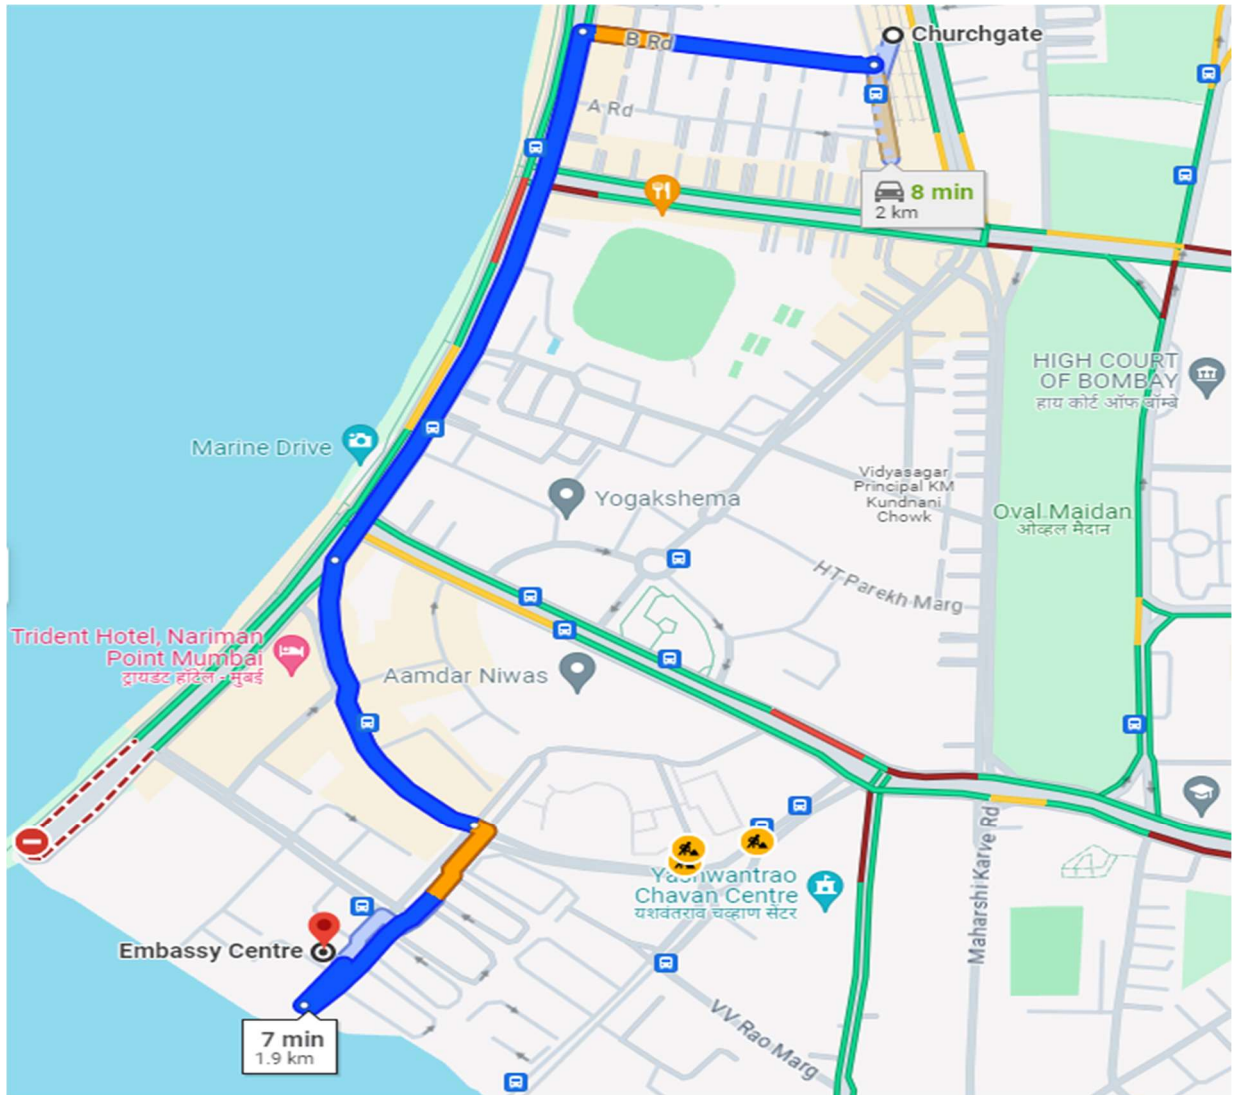 Churchgate
B Rd
A Rd
8 min
2 km
HIGH COURT
OF BOMBAY
हाय कोर्ट ऑफ बॉम्बे
Marine Drive
Vidyasagar
Principal KM
Kundnani
Chowk
Yogakshema
Oval Maidan
ओव्हल मैदान
HT Parekh Marg
Trident Hotel, Nariman
Point Mumbai
ट्रायडंट हॉटेल - मुंबई
Aamdar Niwas
Maharshi Karve Rd
Yashwantrao
Chavan Centre
यशवंतराव चव्हाण सेंटर
Embassy Centre
VV Rao Marg
7 min
1.9 km